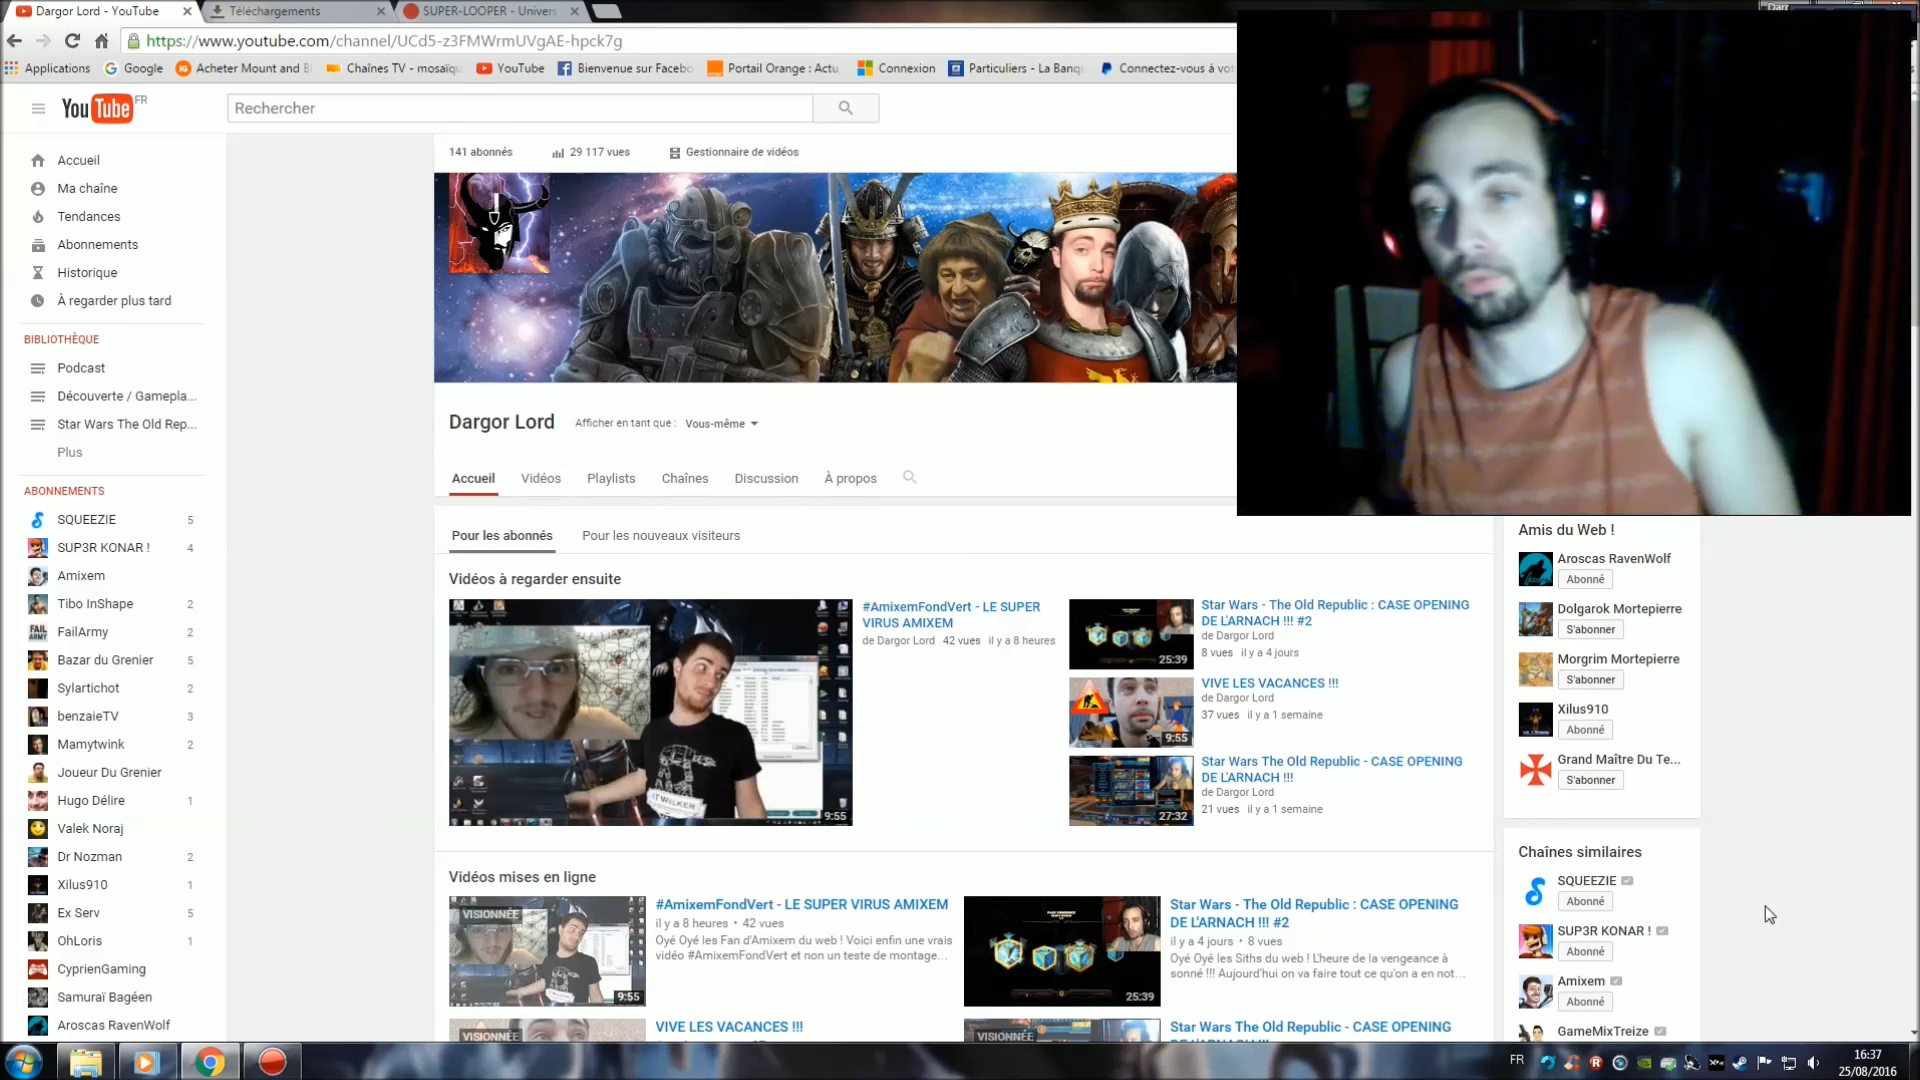 Dargor Lord - YouTube
Téléchargements
SUPER-LOOPER - Univers
https://www.youtube.com/channel/UCd5-z3FMWrmUVgAE-hpck7g
Applications
Google
Acheter Mount and B
Chaînes TV - mosaïqu
YouTube
Bienvenue sur Facebo
Portail Orange : Actu
Connexion
Particuliers - La Banq
Connectez-vous à vot
YouTube FR
Rechercher
141 abonnés
29 117 vues
Gestionnaire de vidéos
Accueil
Ma chaîne
Tendances
Abonnements
Historique
À regarder plus tard
BIBLIOTHÈQUE
Podcast
Découverte / Gamepla...
Star Wars The Old Rep...
Plus
ABONNEMENTS
SQUEEZIE 5
SUP3R KONAR ! 4
Amixem
Tibo InShape 2
FailArmy 2
Bazar du Grenier 5
Sylartichot 2
benzaieTV 3
Mamytwink 2
Joueur Du Grenier
Hugo Délire 1
Valek Noraj
Dr Nozman 2
Xilus910 1
Ex Serv 5
OhLoris 1
CyprienGaming
Samuraï Bagéen
Aroscas RavenWolf
Dargor Lord
Afficher en tant que : Vous-même
Accueil
Vidéos
Playlists
Chaînes
Discussion
À propos
Pour les abonnés
Pour les nouveaux visiteurs
Vidéos à regarder ensuite
9:55
#AmixemFondVert - LE SUPER
VIRUS AMIXEM
de Dargor Lord 42 vues il y a 8 heures
25:39
Star Wars - The Old Republic : CASE OPENING
DE L'ARNACH !!! #2
de Dargor Lord
8 vues il y a 4 jours
9:55
VIVE LES VACANCES !!!
de Dargor Lord
37 vues il y a 1 semaine
27:32
Star Wars The Old Republic - CASE OPENING
DE L'ARNACH !!!
de Dargor Lord
21 vues il y a 1 semaine
Vidéos mises en ligne
VISIONNÉE
9:55
#AmixemFondVert - LE SUPER VIRUS AMIXEM
il y a 8 heures • 42 vues
Oyé Oyé les Fan d'Amixem du web ! Voici enfin une vrais
vidéo #AmixemFondVert et non un teste de montage...
25:39
Star Wars - The Old Republic : CASE OPENING
DE L'ARNACH !!! #2
il y a 4 jours • 8 vues
Oyé Oyé les Siths du web ! L'heure de la vengeance à
sonné !!! Aujourd'hui on va faire tout ce qu'on a en not...
VISIONNÉE
VIVE LES VACANCES !!!
VISIONNÉE
Star Wars The Old Republic - CASE OPENING
Amis du Web !
Aroscas RavenWolf
Abonné
Dolgarok Mortepierre
S'abonner
Morgrim Mortepierre
S'abonner
Xilus910
Abonné
Grand Maître Du Te...
S'abonner
Chaînes similaires
SQUEEZIE
Abonné
SUP3R KONAR !
Abonné
Amixem
Abonné
GameMixTreize
FR
16:37
25/08/2016